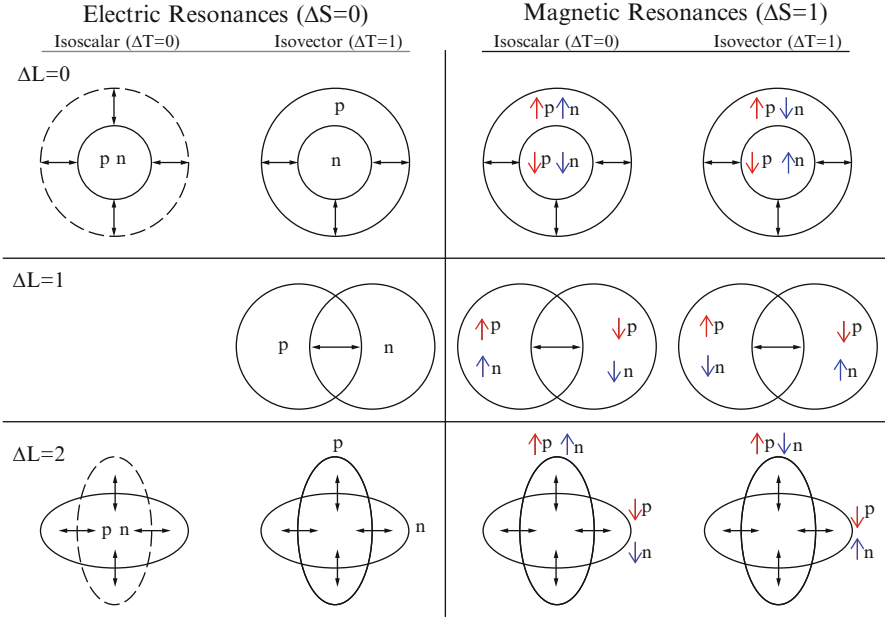 Electric Resonances (ΔS=0)
Magnetic Resonances (ΔS=1)
Isoscalar (ΔT=0)
Isovector (ΔT=1)
Isoscalar (ΔT=0)
Isovector (ΔT=1)
ΔL=0
p n
p
n
↑p ↑n
↓p ↓n
↑p ↓n
↓p ↑n
ΔL=1
p
n
↑p
↑n
↓p
↓n
↑p
↓n
↓p
↑n
ΔL=2
p n
p
n
↑p ↑n
↓p
↓n
↑p ↓n
↓p
↑n